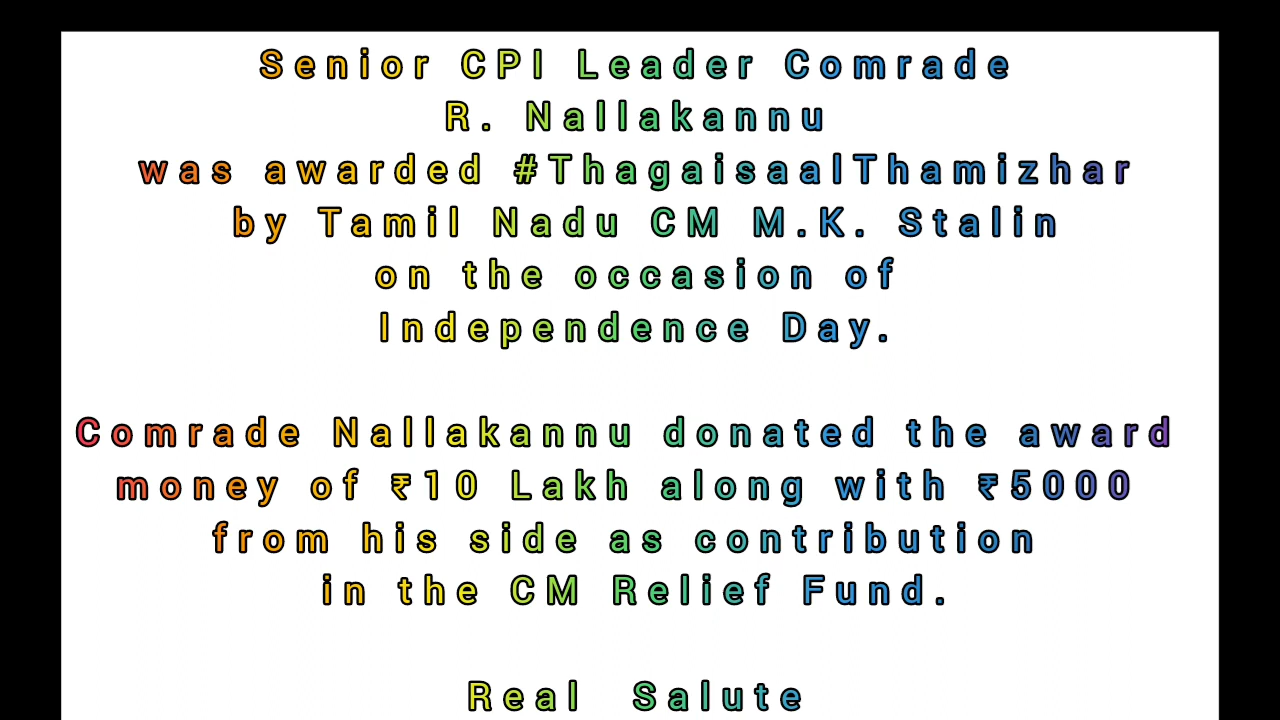 Senior CPI Leader Comrade
R. Nallakannu
was awarded #ThagaisaalThamizhar
by Tamil Nadu CM M.K. Stalin
on the occasion of
Independence Day.
Comrade Nallakannu donated the award
money of ₹10 Lakh along with ₹5000
from his side as contribution
in the CM Relief Fund.
Real Salute